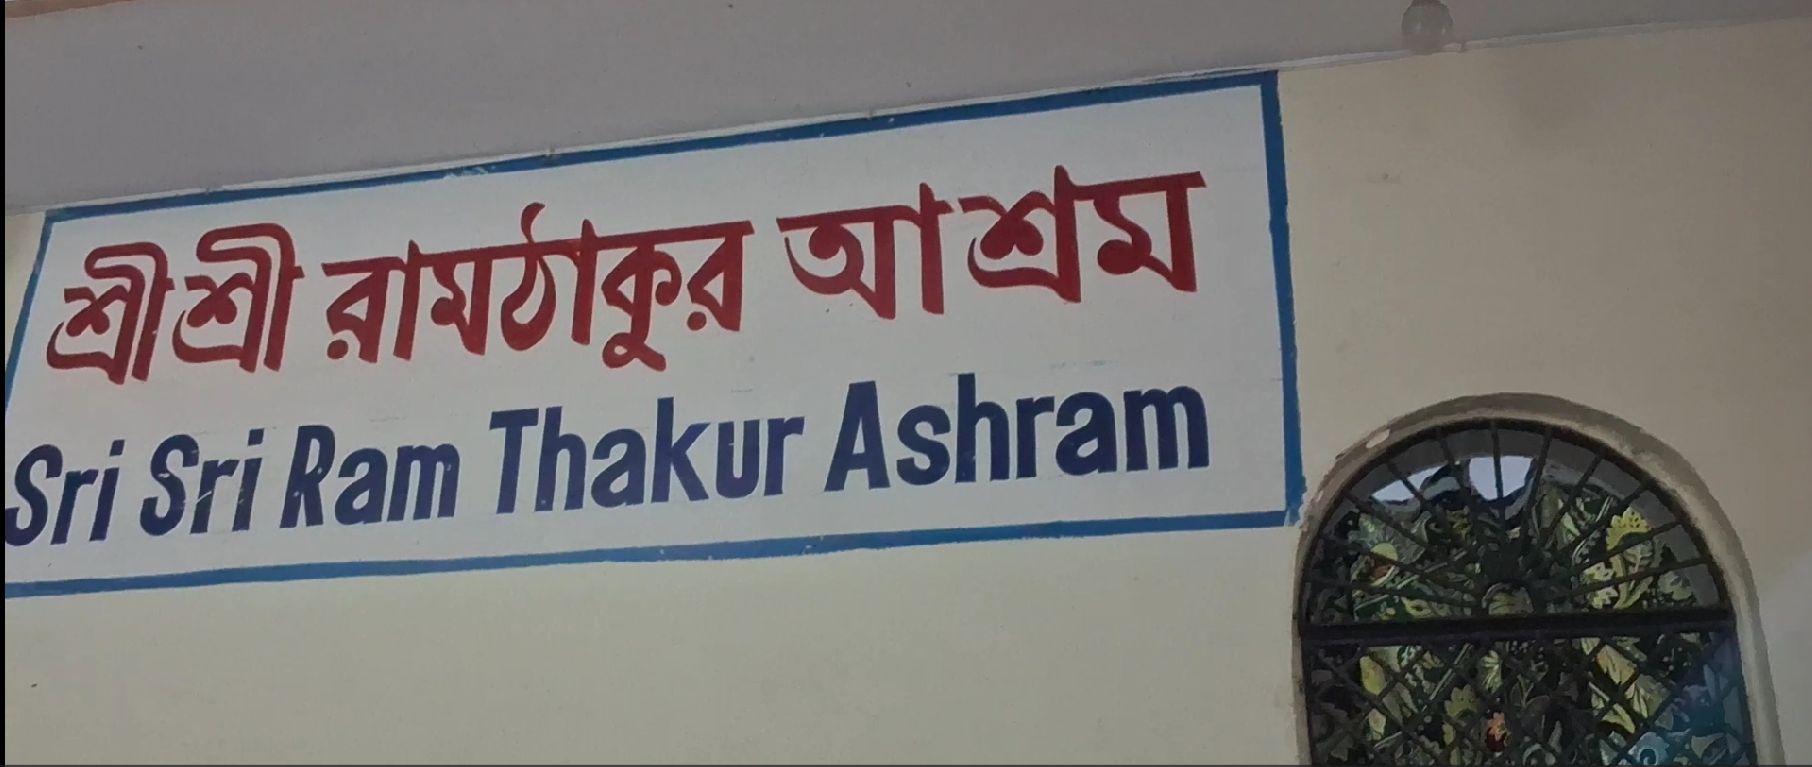 শ্রীশ্রী রামঠাকুর আশ্রম
Sri Sri Ram Thakur Ashram